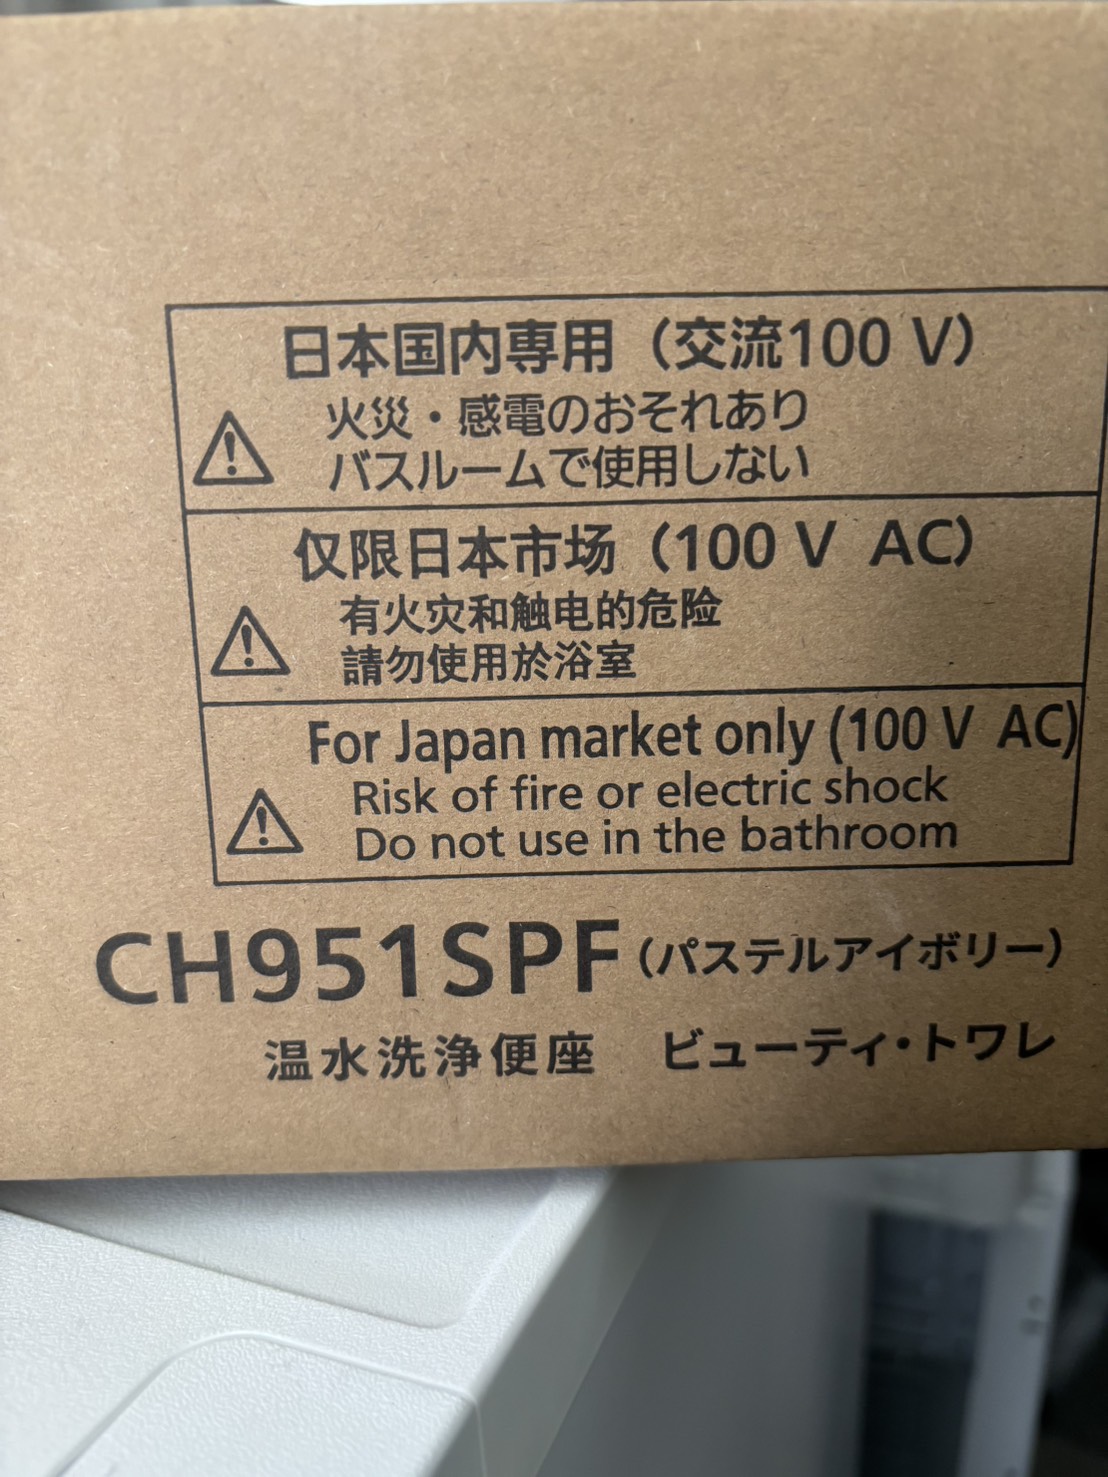 日本国内専用（交流100 V）
火災・感電のおそれあり
バスルームで使用しない
仅限日本市场（100 V AC）
有火灾和触电的危险
請勿使用於浴室
For Japan market only (100 V AC)
Risk of fire or electric shock
Do not use in the bathroom
CH951SPF（パステルアイボリー）
温水洗浄便座 ビューティ・トワレ